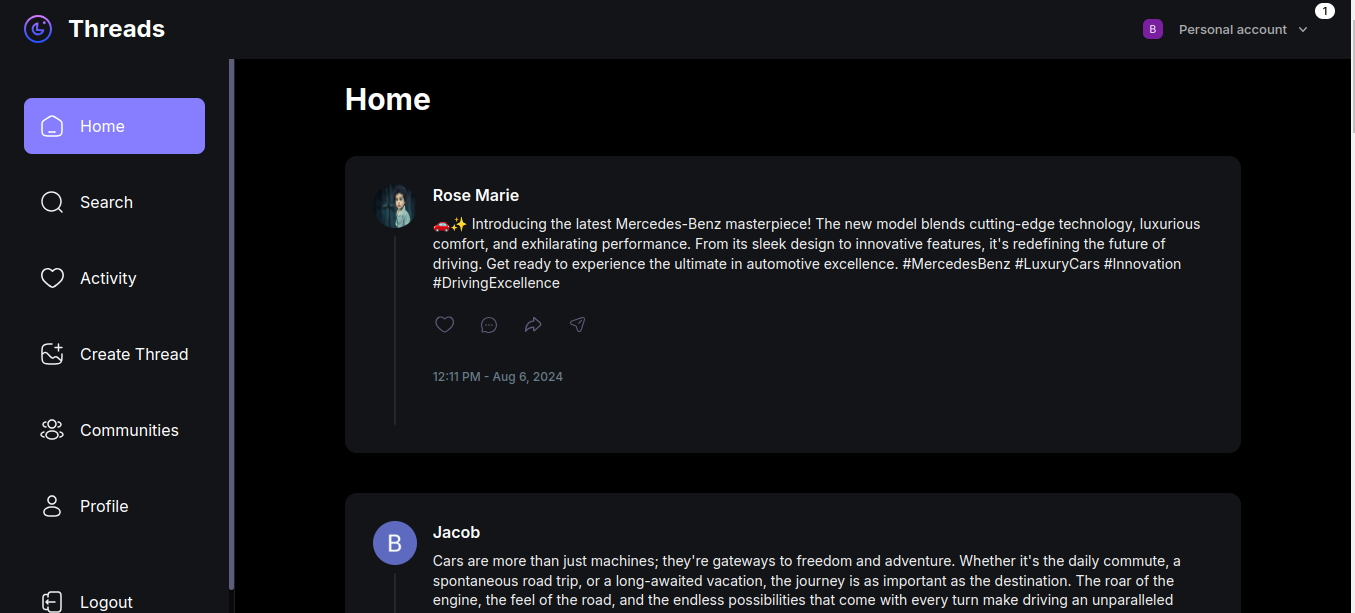 Threads
B Personal account
1
Home
Search
Activity
Create Thread
Communities
Profile
Logout
Home
Rose Marie
🚗✨ Introducing the latest Mercedes-Benz masterpiece! The new model blends cutting-edge technology, luxurious
comfort, and exhilarating performance. From its sleek design to innovative features, it's redefining the future of
driving. Get ready to experience the ultimate in automotive excellence. #MercedesBenz #LuxuryCars #Innovation
#DrivingExcellence
12:11 PM - Aug 6, 2024
B
Jacob
Cars are more than just machines; they're gateways to freedom and adventure. Whether it's the daily commute, a
spontaneous road trip, or a long-awaited vacation, the journey is as important as the destination. The roar of the
engine, the feel of the road, and the endless possibilities that come with every turn make driving an unparalleled